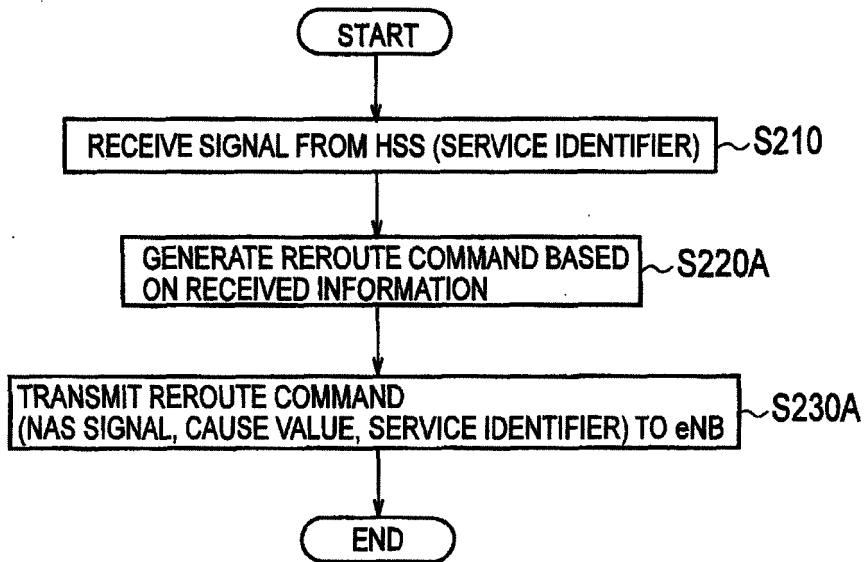 START
RECEIVE SIGNAL FROM HSS (SERVICE IDENTIFIER)
S210
GENERATE REROUTE COMMAND BASED
ON RECEIVED INFORMATION
S220A
TRANSMIT REROUTE COMMAND
(NAS SIGNAL, CAUSE VALUE, SERVICE IDENTIFIER) TO eNB
S230A
END